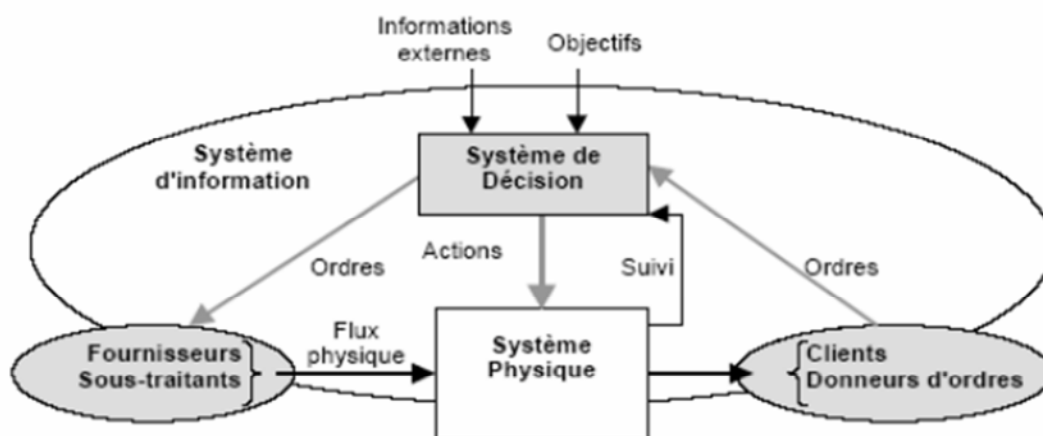 Informations
externes
Objectifs
Système
d'information
Système de
Décision
Ordres
Actions
Suivi
Ordres
Fournisseurs
Sous-traitants
Flux
physique
Système
Physique
Clients
Donneurs d'ordres